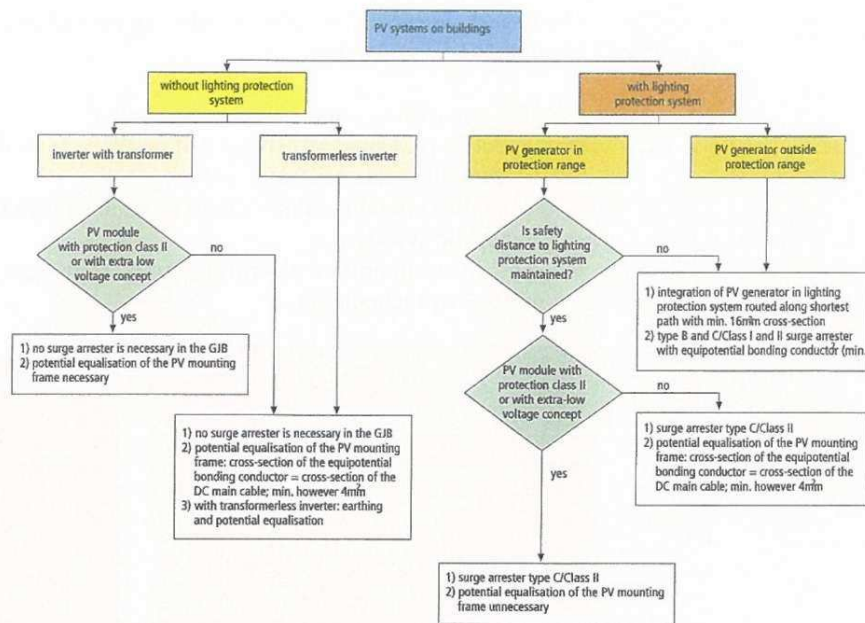 PV systems on buildings
without lighting protection
system
with lighting
protection system
inverter with transformer
transformerless inverter
PV generator in
protection range
PV generator outside
protection range
PV module
with protection class II
or with extra low
voltage concept
no
yes
Is safety
distance to lighting
protection system
maintained?
no
yes
1) integration of PV generator in lighting
protection system routed along shortest
path with min. 16mm² cross-section
2) type B and C/Class I and II surge arrester
with equipotential bonding conductor (min.
1) no surge arrester is necessary in the GJB
2) potential equalisation of the PV mounting
frame necessary
PV module with
protection class II
or with extra-low
voltage concept
no
yes
1) no surge arrester is necessary in the GJB
2) potential equalisation of the PV mounting
frame: cross-section of the equipotential
bonding conductor = cross-section of the
DC main cable; min. however 4mm²
3) with transformerless inverter: earthing
and potential equalisation
1) surge arrester type C/Class II
2) potential equalisation of the PV mounting
frame: cross-section of the equipotential
bonding conductor = cross-section of the
DC main cable; min. however 4mm²
1) surge arrester type C/Class II
2) potential equalisation of the PV mounting
frame unnecessary